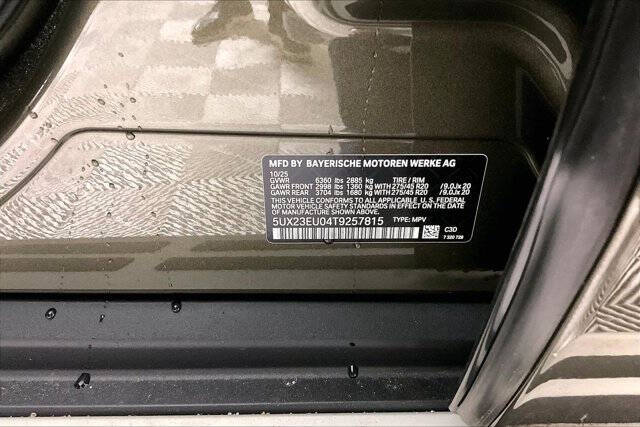 MFD BY BAYERISCHE MOTOREN WERKE AG
10/25
GVWR 6360 lbs 2885 kg TIRE / RIM
GAWR FRONT 2998 lbs 1360 kg WITH 275/45 R20 /9.0Jx 20
GAWR REAR 3704 lbs 1680 kg WITH 275/45 R20 /9.0Jx 20
THIS VEHICLE CONFORMS TO ALL APPLICABLE U. S. FEDERAL
MOTOR VEHICLE SAFETY STANDARDS IN EFFECT ON THE DATE OF
MANUFACTURE SHOWN ABOVE.
5UX23EU04T9257815 TYPE: MPV
C3D
7 320 728